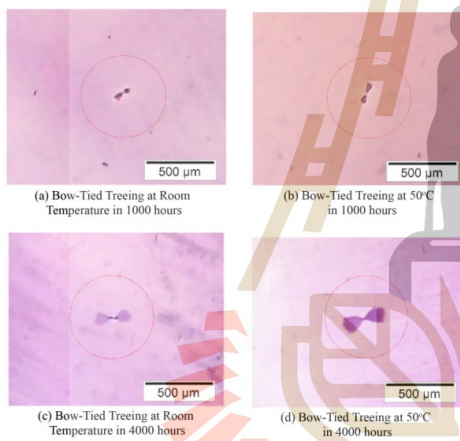 500 µm
500 µm
(a) Bow-Tied Treeing at Room
Temperature in 1000 hours
(b) Bow-Tied Treeing at 50°C
in 1000 hours
500 µm
500 µm
(c) Bow-Tied Treeing at Room
Temperature in 4000 hours
(d) Bow-Tied Treeing at 50°C
in 4000 hours